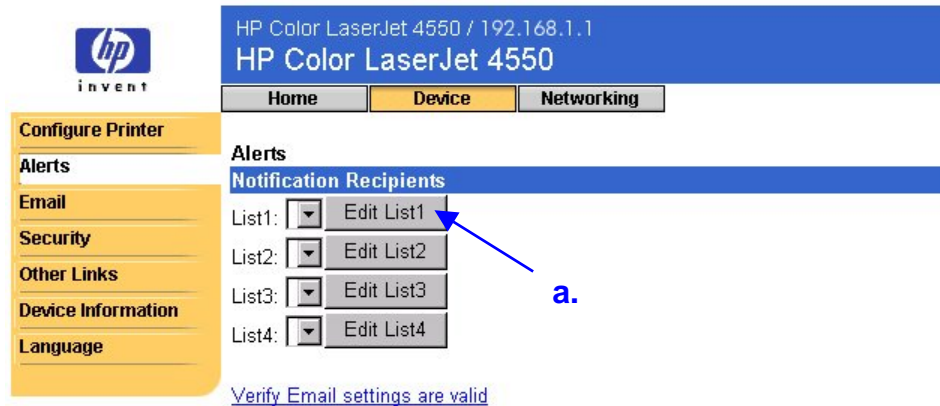 hp
invent
HP Color LaserJet 4550 / 192.168.1.1
HP Color LaserJet 4550
Home Device Networking
Configure Printer
Alerts
Email
Security
Other Links
Device Information
Language
Alerts
Notification Recipients
List1: Edit List1
List2: Edit List2
List3: Edit List3
List4: Edit List4
a.
Verify Email settings are valid